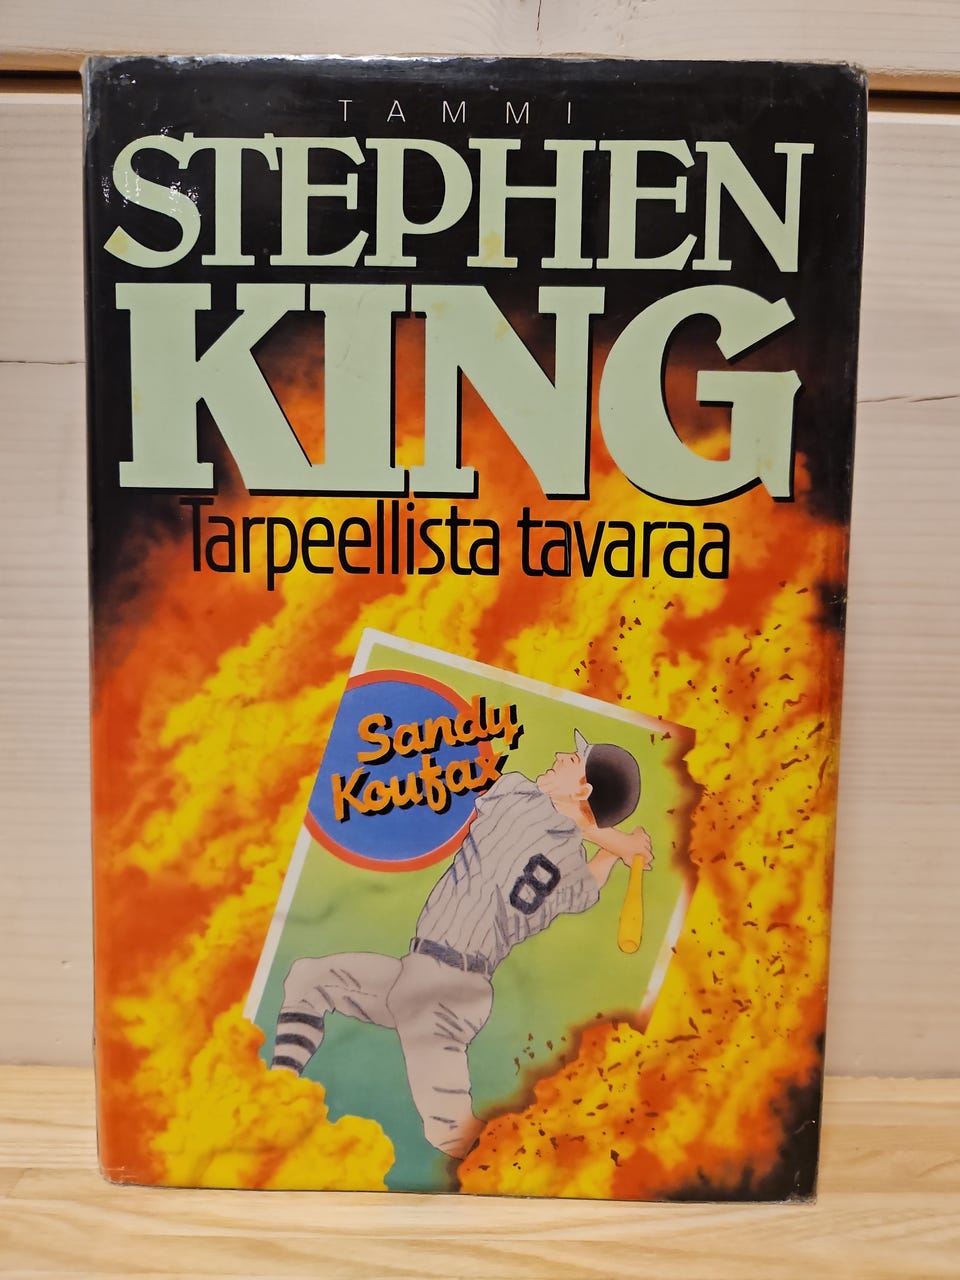 TAMMI
STEPHEN
KING
Tarpeellista tavaraa
Sandy
Koufax
8